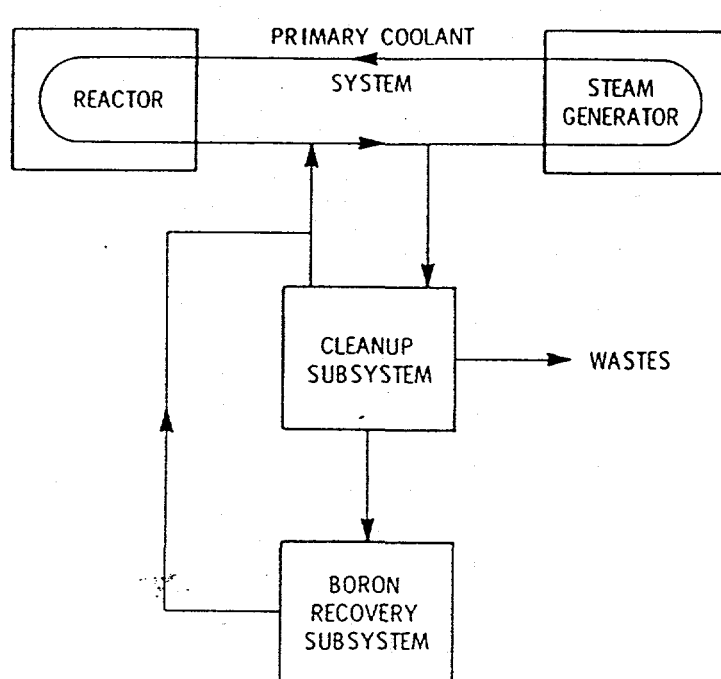 PRIMARY COOLANT
SYSTEM
REACTOR
STEAM
GENERATOR
CLEANUP
SUBSYSTEM
WASTES
BORON
RECOVERY
SUBSYSTEM